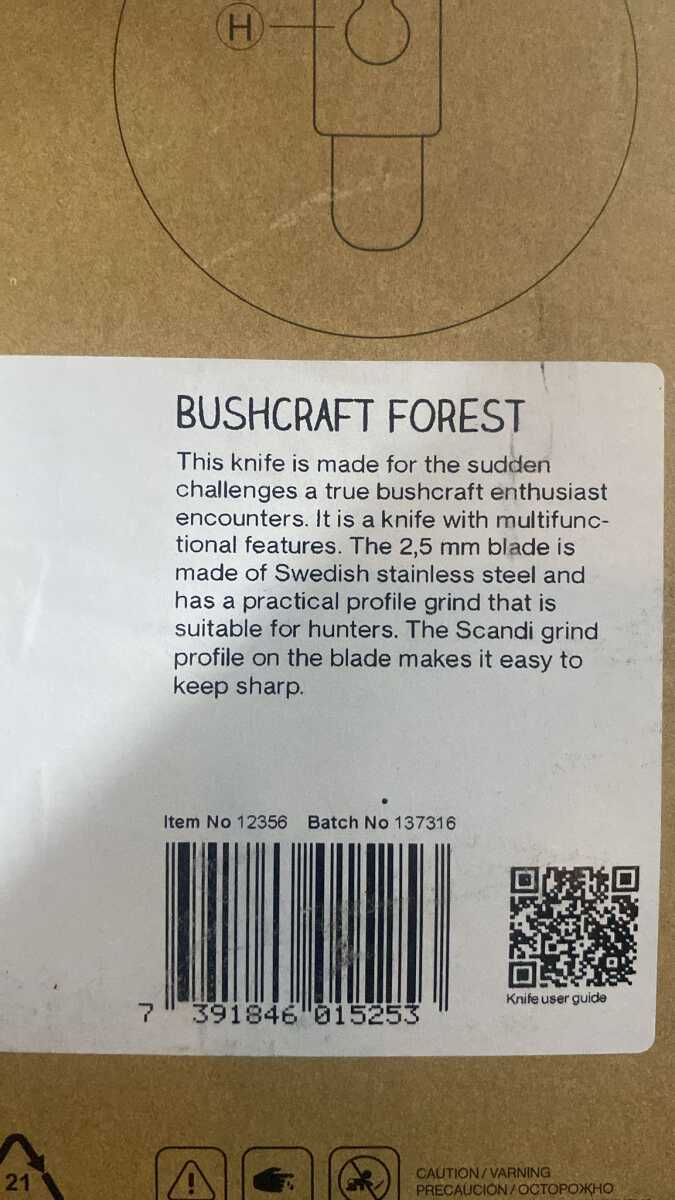 H
BUSHCRAFT FOREST
This knife is made for the sudden
challenges a true bushcraft enthusiast
encounters. It is a knife with multifunc-
tional features. The 2,5 mm blade is
made of Swedish stainless steel and
has a practical profile grind that is
suitable for hunters. The Scandi grind
profile on the blade makes it easy to
keep sharp.
Item No 12356 Batch No 137316
7 391846 015253
Knife user guide
21
CAUTION / VARNING
PRECAUCIÓN / ОСТОРОЖНО